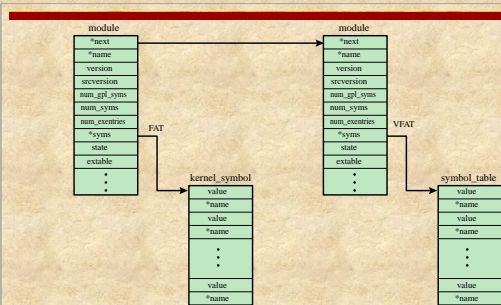 module
*next
*name
version
srcversion
num_gpl_syms
num_syms
num_exentries
*syms
state
extable
FAT
kernel_symbol
value
*name
value
*name
value
*name
module
*next
*name
version
srcversion
num_gpl_syms
num_syms
num_exentries
*syms
state
extable
VFAT
symbol_table
value
*name
value
*name
value
*name